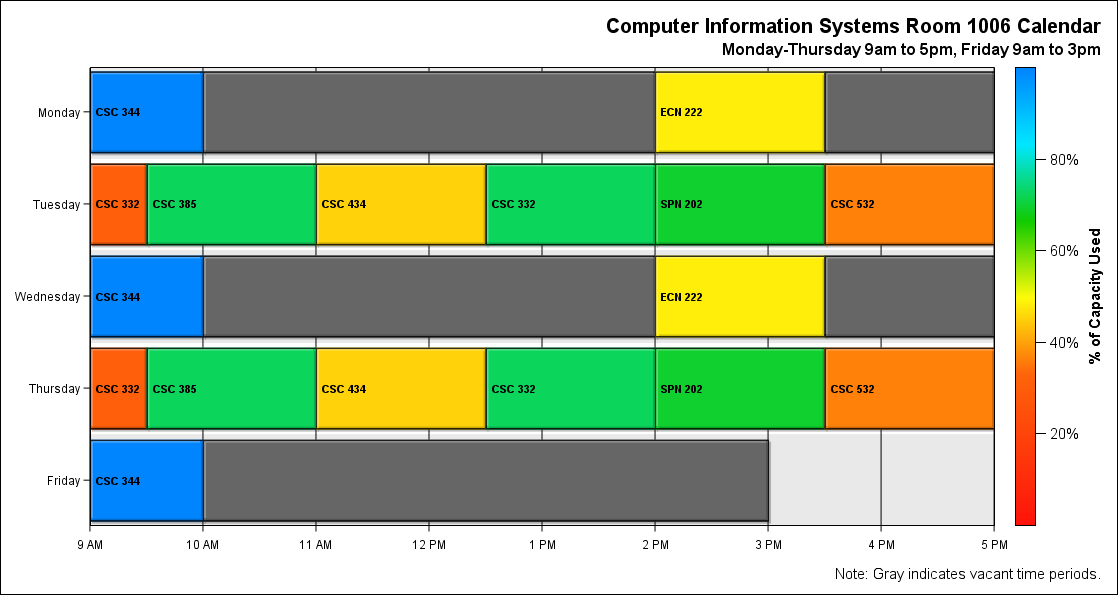 Computer Information Systems Room 1006 Calendar
Monday-Thursday 9am to 5pm, Friday 9am to 3pm
Monday
CSC 344
ECN 222
Tuesday
CSC 332
CSC 385
CSC 434
CSC 332
SPN 202
CSC 532
Wednesday
CSC 344
ECN 222
Thursday
CSC 332
CSC 385
CSC 434
CSC 332
SPN 202
CSC 532
Friday
CSC 344
9 AM
10 AM
11 AM
12 PM
1 PM
2 PM
3 PM
4 PM
5 PM
80%
60%
40%
20%
% of Capacity Used
Note: Gray indicates vacant time periods.